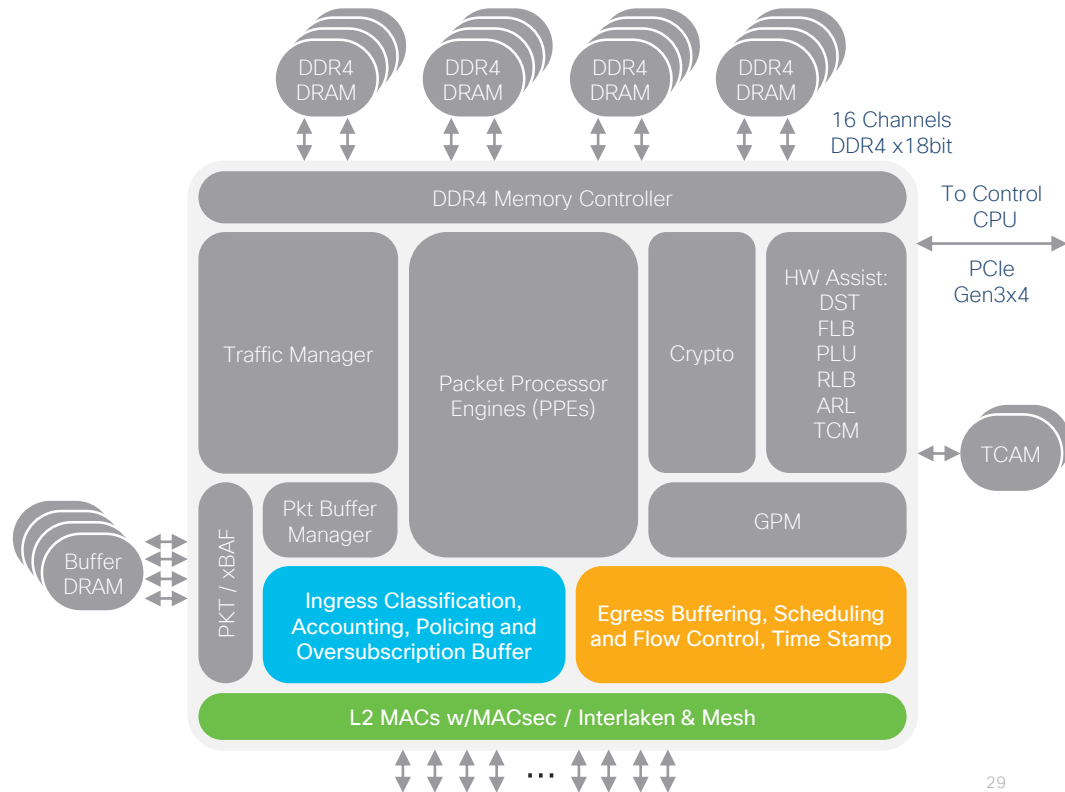 DDR4
DRAM
DDR4
DRAM
DDR4
DRAM
DDR4
DRAM
16 Channels
DDR4 x18bit
DDR4 Memory Controller
To Control
CPU
PCIe
Gen3x4
Traffic Manager
Packet Processor
Engines (PPEs)
Crypto
HW Assist:
DST
FLB
PLU
RLB
ARL
TCM
TCAM
Buffer
DRAM
PKT / xBAF
Pkt Buffer
Manager
GPM
Ingress Classification,
Accounting, Policing and
Oversubscription Buffer
Egress Buffering, Scheduling
and Flow Control, Time Stamp
L2 MACs w/MACsec / Interlaken & Mesh
...
29